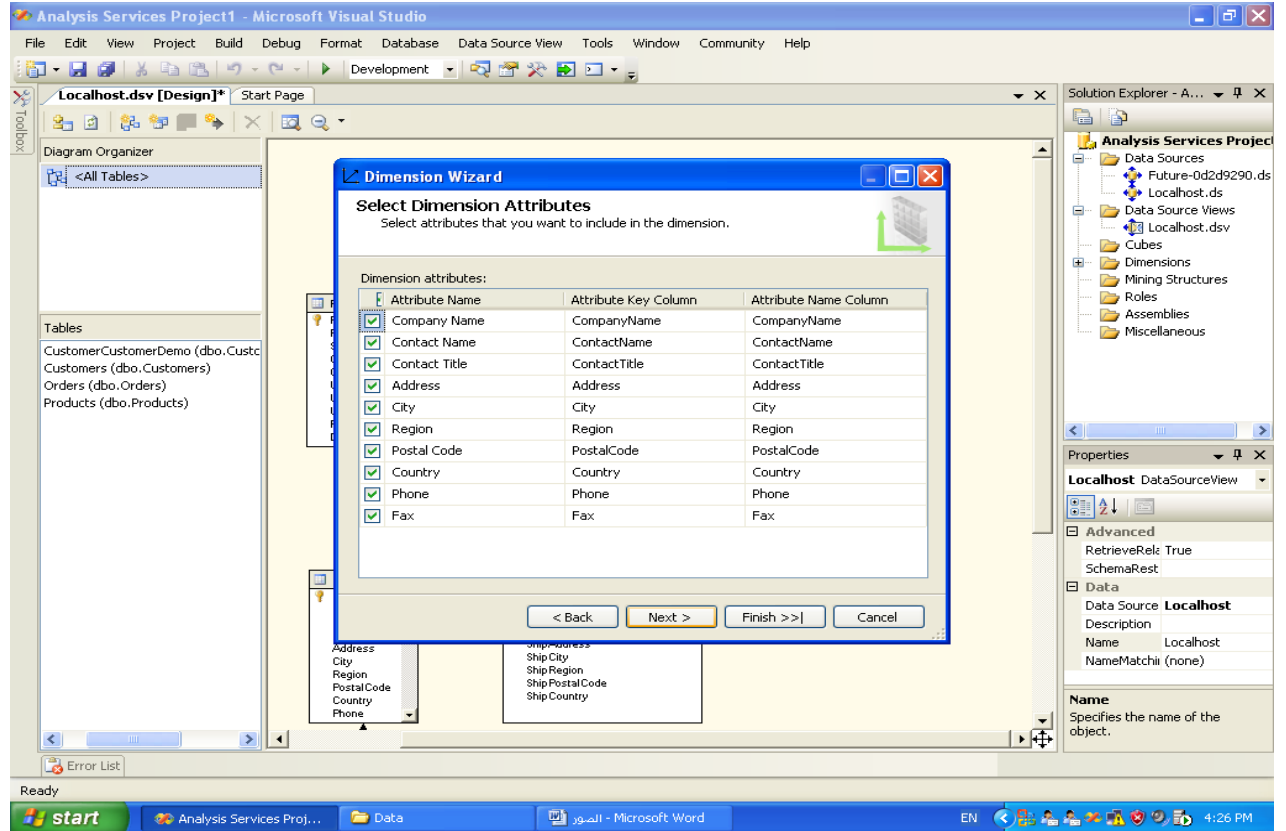 Analysis Services Project1 - Microsoft Visual Studio
File Edit View Project Build Debug Format Database Data Source View Tools Window Community Help
Development
Toolbox
Localhost.dsv [Design]* Start Page
Diagram Organizer
<All Tables>
Tables
CustomerCustomerDemo (dbo.Custc
Customers (dbo.Customers)
Orders (dbo.Orders)
Products (dbo.Products)
Dimension Wizard
Select Dimension Attributes
Select attributes that you want to include in the dimension.
Dimension attributes:
Attribute Name Attribute Key Column Attribute Name Column
Company Name CompanyName CompanyName
Contact Name ContactName ContactName
Contact Title ContactTitle ContactTitle
Address Address Address
City City City
Region Region Region
Postal Code PostalCode PostalCode
Country Country Country
Phone Phone Phone
Fax Fax Fax
< Back Next > Finish >>| Cancel
Address
City
Region
PostalCode
Country
Phone
ShipAddress
ShipCity
ShipRegion
ShipPostalCode
ShipCountry
Solution Explorer - A...
Analysis Services Project
Data Sources
Future-0d2d9290.ds
Localhost.ds
Data Source Views
Localhost.dsv
Cubes
Dimensions
Mining Structures
Roles
Assemblies
Miscellaneous
Properties
Localhost DataSourceView
Advanced
RetrieveRela True
SchemaRest
Data
Data Source Localhost
Description
Name Localhost
NameMatchi (none)
Name
Specifies the name of the
object.
Error List
Ready
start Analysis Services Proj... Data الصور - Microsoft Word EN 4:26 PM